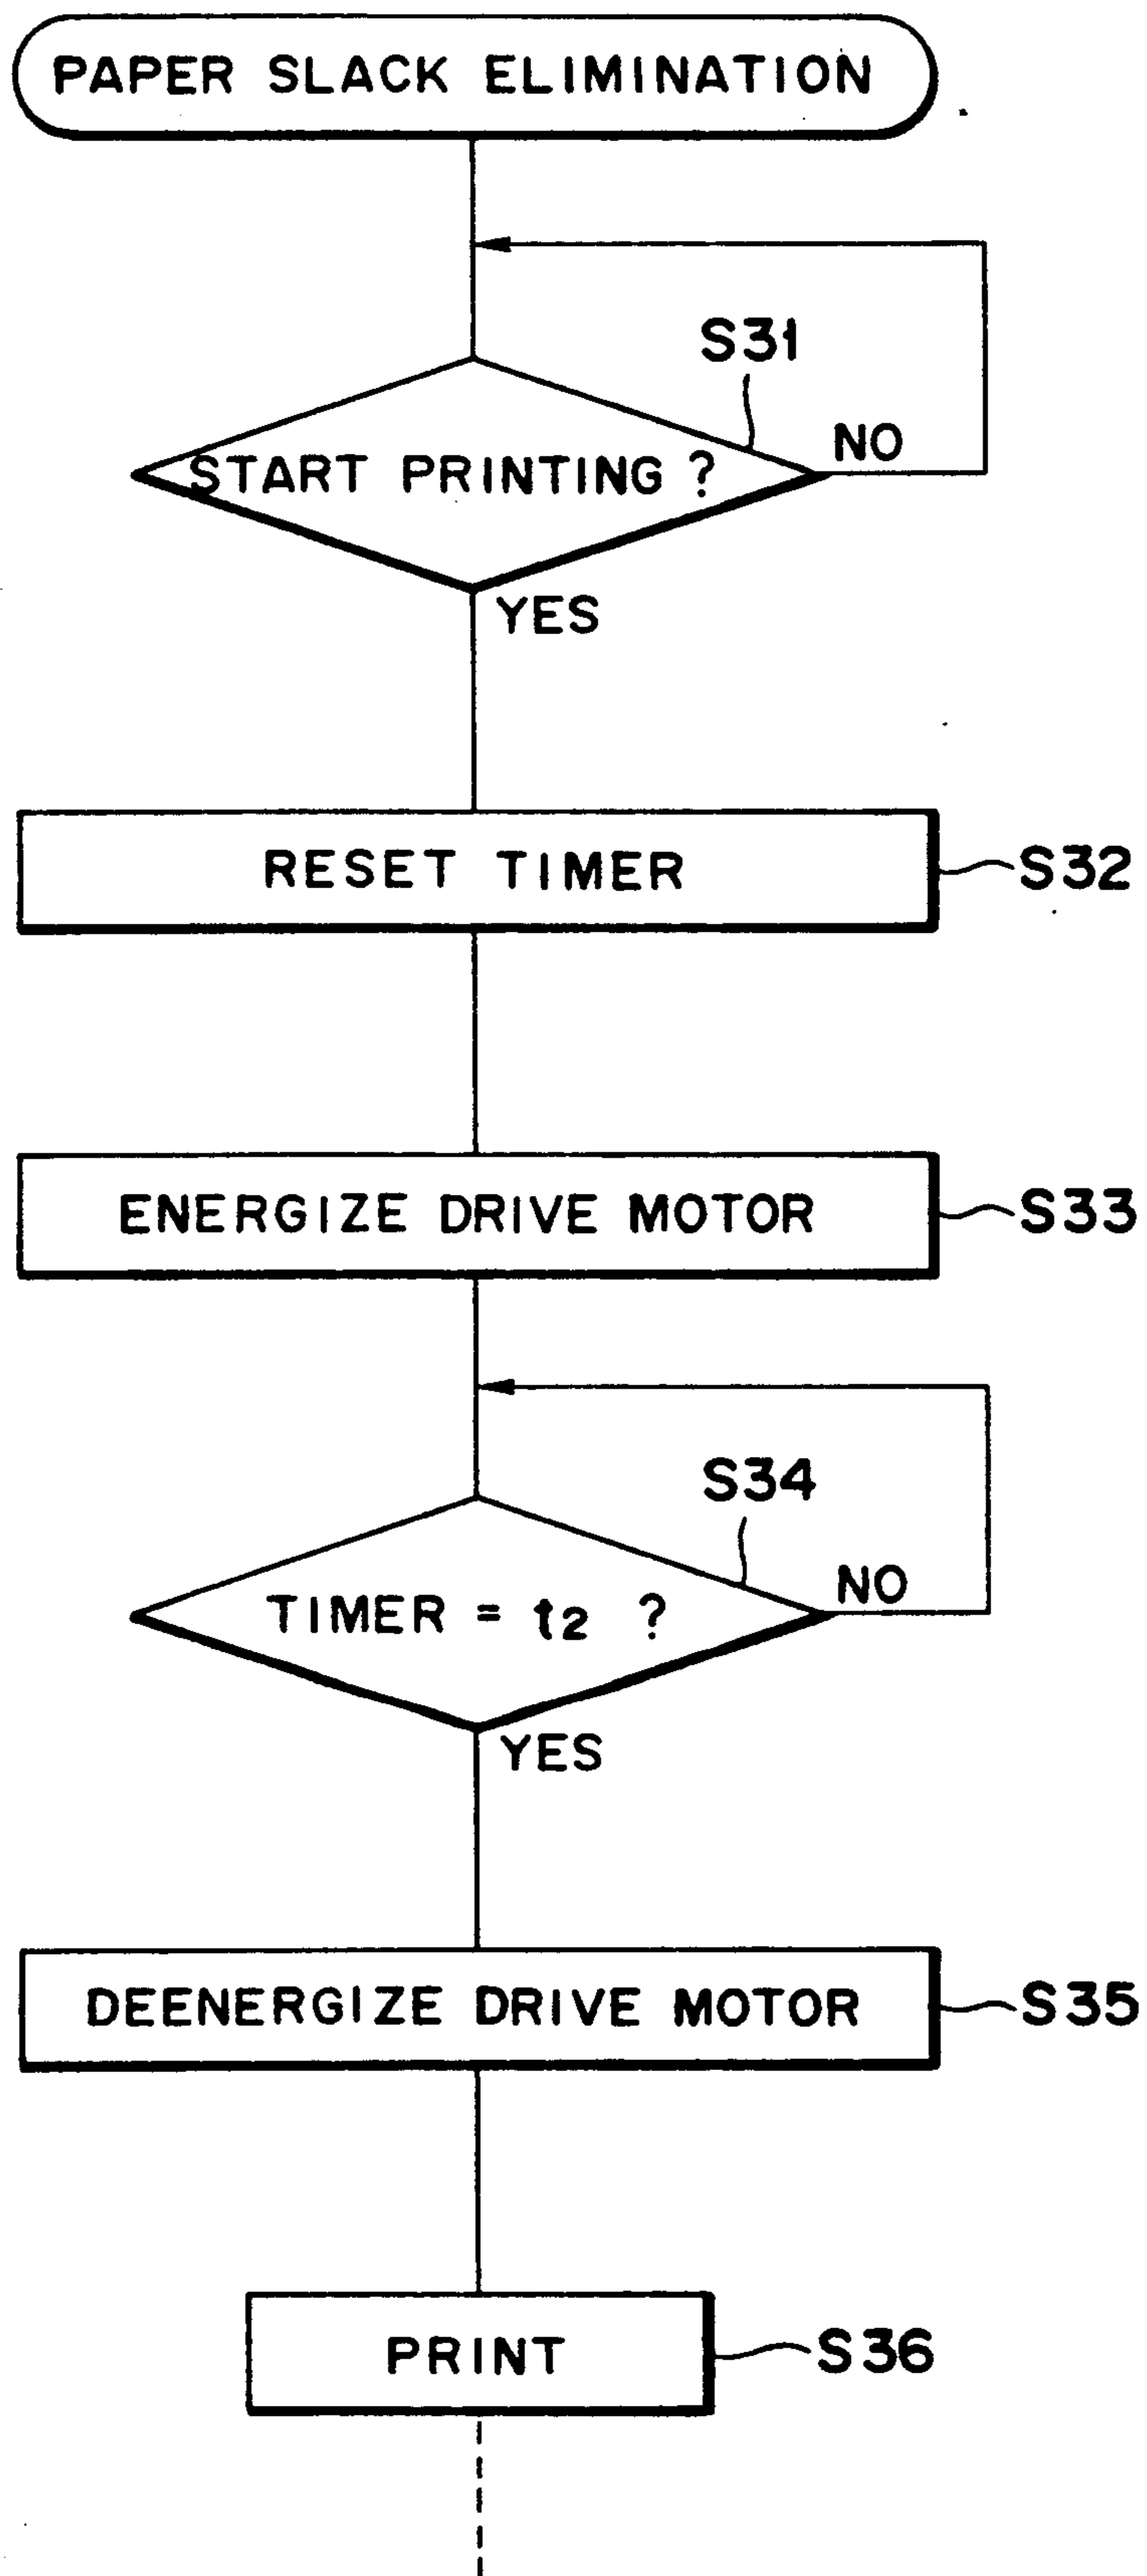 PAPER SLACK ELIMINATION
S31
START PRINTING ?
NO
YES
RESET TIMER
S32
ENERGIZE DRIVE MOTOR
S33
S34
TIMER = t2 ?
NO
YES
DEENERGIZE DRIVE MOTOR
S35
PRINT
S36